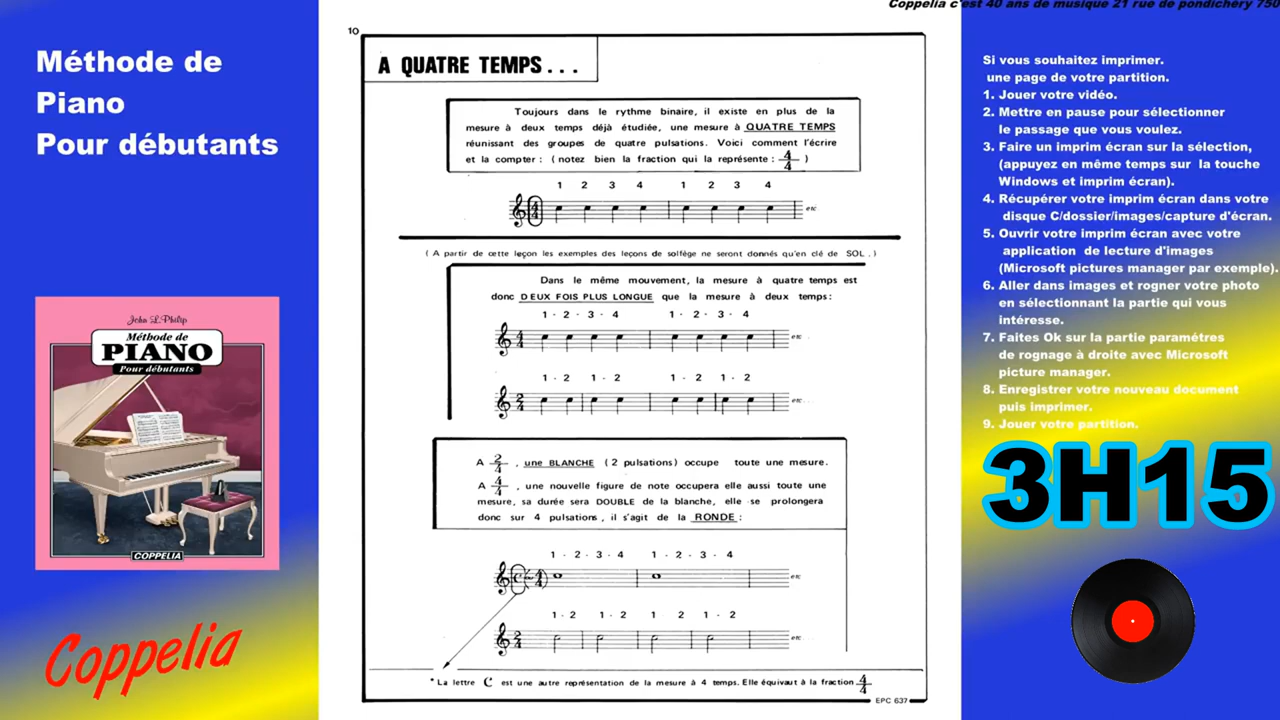 Coppelia c'est 40 ans de musique 21 rue de pondichéry 750
Méthode de
Piano
Pour débutants
John L. Philip
Méthode de
PIANO
Pour débutants
COPPELIA
Coppelia
10
A QUATRE TEMPS...
Toujours dans le rythme binaire, il existe en plus de la
mesure à deux temps déjà étudiée, une mesure à QUATRE TEMPS
réunissant des groupes de quatre pulsations. Voici comment l'écrire
et la compter : ( notez bien la fraction qui la représente : 4/4 )
1 2 3 4 1 2 3 4
4/4 etc
( A partir de cette leçon les exemples des leçons de solfège ne seront donnés qu'en clé de SOL . )
Dans le même mouvement, la mesure à quatre temps est
donc DEUX FOIS PLUS LONGUE que la mesure à deux temps:
1 · 2 · 3 · 4 1 · 2 · 3 · 4
4/4 etc
1 · 2 1 · 2 1 · 2 1 · 2
2/4 etc...
A 2/4 , une BLANCHE ( 2 pulsations ) occupe toute une mesure.
A 4/4 , une nouvelle figure de note occupera elle aussi toute une
mesure, sa durée sera DOUBLE de la blanche, elle se prolongera
donc sur 4 pulsations , il s'agit de la RONDE :
1 · 2 · 3 · 4 1 · 2 · 3 · 4
C 4/4 etc
1 · 2 1 · 2 1 · 2 1 · 2
2/4 etc...
* La lettre C est une autre représentation de la mesure à 4 temps. Elle équivaut à la fraction 4/4
EPC 637
Si vous souhaitez imprimer.
une page de votre partition.
1. Jouer votre vidéo.
2. Mettre en pause pour sélectionner
le passage que vous voulez.
3. Faire un imprim écran sur la sélection,
(appuyez en même temps sur la touche
Windows et imprim écran).
4. Récupérer votre imprim écran dans votre
disque C/dossier/images/capture d'écran.
5. Ouvrir votre imprim écran avec votre
application de lecture d'images
(Microsoft pictures manager par exemple).
6. Aller dans images et rogner votre photo
en sélectionnant la partie qui vous
intéresse.
7. Faites Ok sur la partie paramétres
de rognage à droite avec Microsoft
picture manager.
8. Enregistrer votre nouveau document
puis imprimer.
9. Jouer votre partition.
3H15